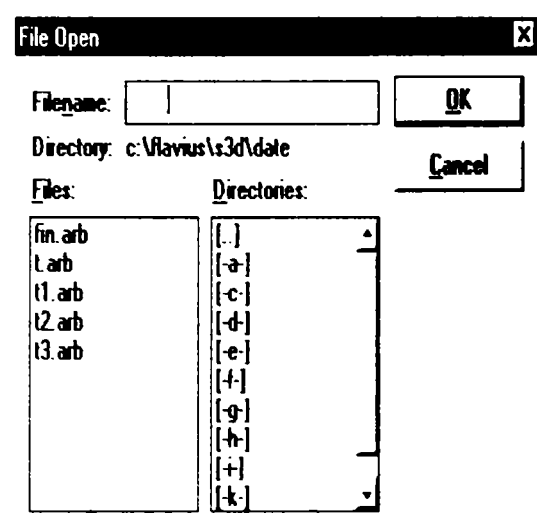 File Open X
Filename:
OK
Directory: c:\flavius\s3d\date
Cancel
Files:
Directories:
fin.arb
t.arb
t1.arb
t2.arb
t3.arb
[..]
[-a-]
[-c-]
[-d-]
[-e-]
[-f-]
[-g-]
[-h-]
[-i-]
[-k-]